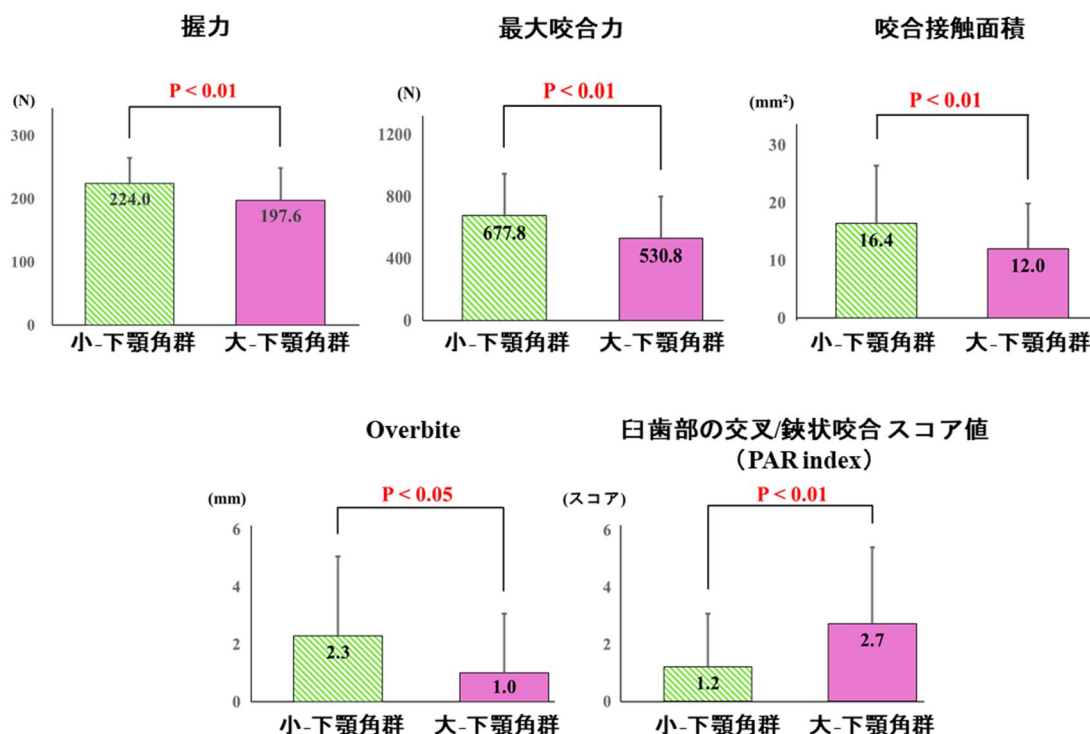 握力
(N)
P < 0.01
300
200
100
0
224.0
197.6
小-下顎角群
大-下顎角群
最大咬合力
(N)
P < 0.01
1200
800
400
0
677.8
530.8
小-下顎角群
大-下顎角群
咬合接触面積
(mm²)
P < 0.01
30
20
10
0
16.4
12.0
小-下顎角群
大-下顎角群
Overbite
(mm)
P < 0.05
6
4
2
0
2.3
1.0
小-下顎角群
大-下顎角群
臼歯部の交叉/鋏状咬合 スコア値
（PAR index）
(スコア)
P < 0.01
6
4
2
0
1.2
2.7
小-下顎角群
大-下顎角群